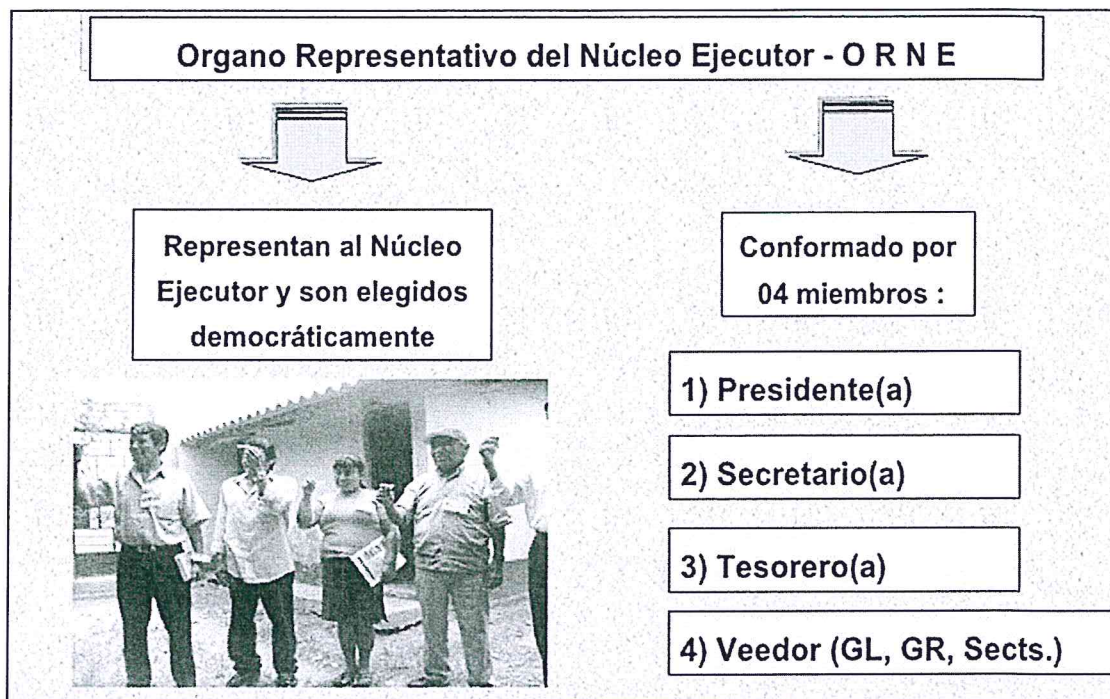 Organo Representativo del Núcleo Ejecutor - O R N E
Representan al Núcleo
Ejecutor y son elegidos
democráticamente
Conformado por
04 miembros :
1) Presidente(a)
2) Secretario(a)
3) Tesorero(a)
4) Veedor (GL, GR, Sects.)